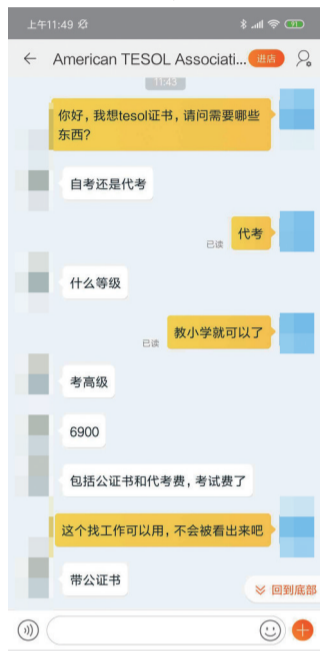 上午11:49
91
American TESOL Associati...
进店
11:43
你好，我想tesol证书，请问需要哪些
东西?
自考还是代考
代考
已读
什么等级
教小学就可以了
已读
考高级
6900
包括公证书和代考费，考试费了
这个找工作可以用，不会被看出来吧
带公证书
回到底部